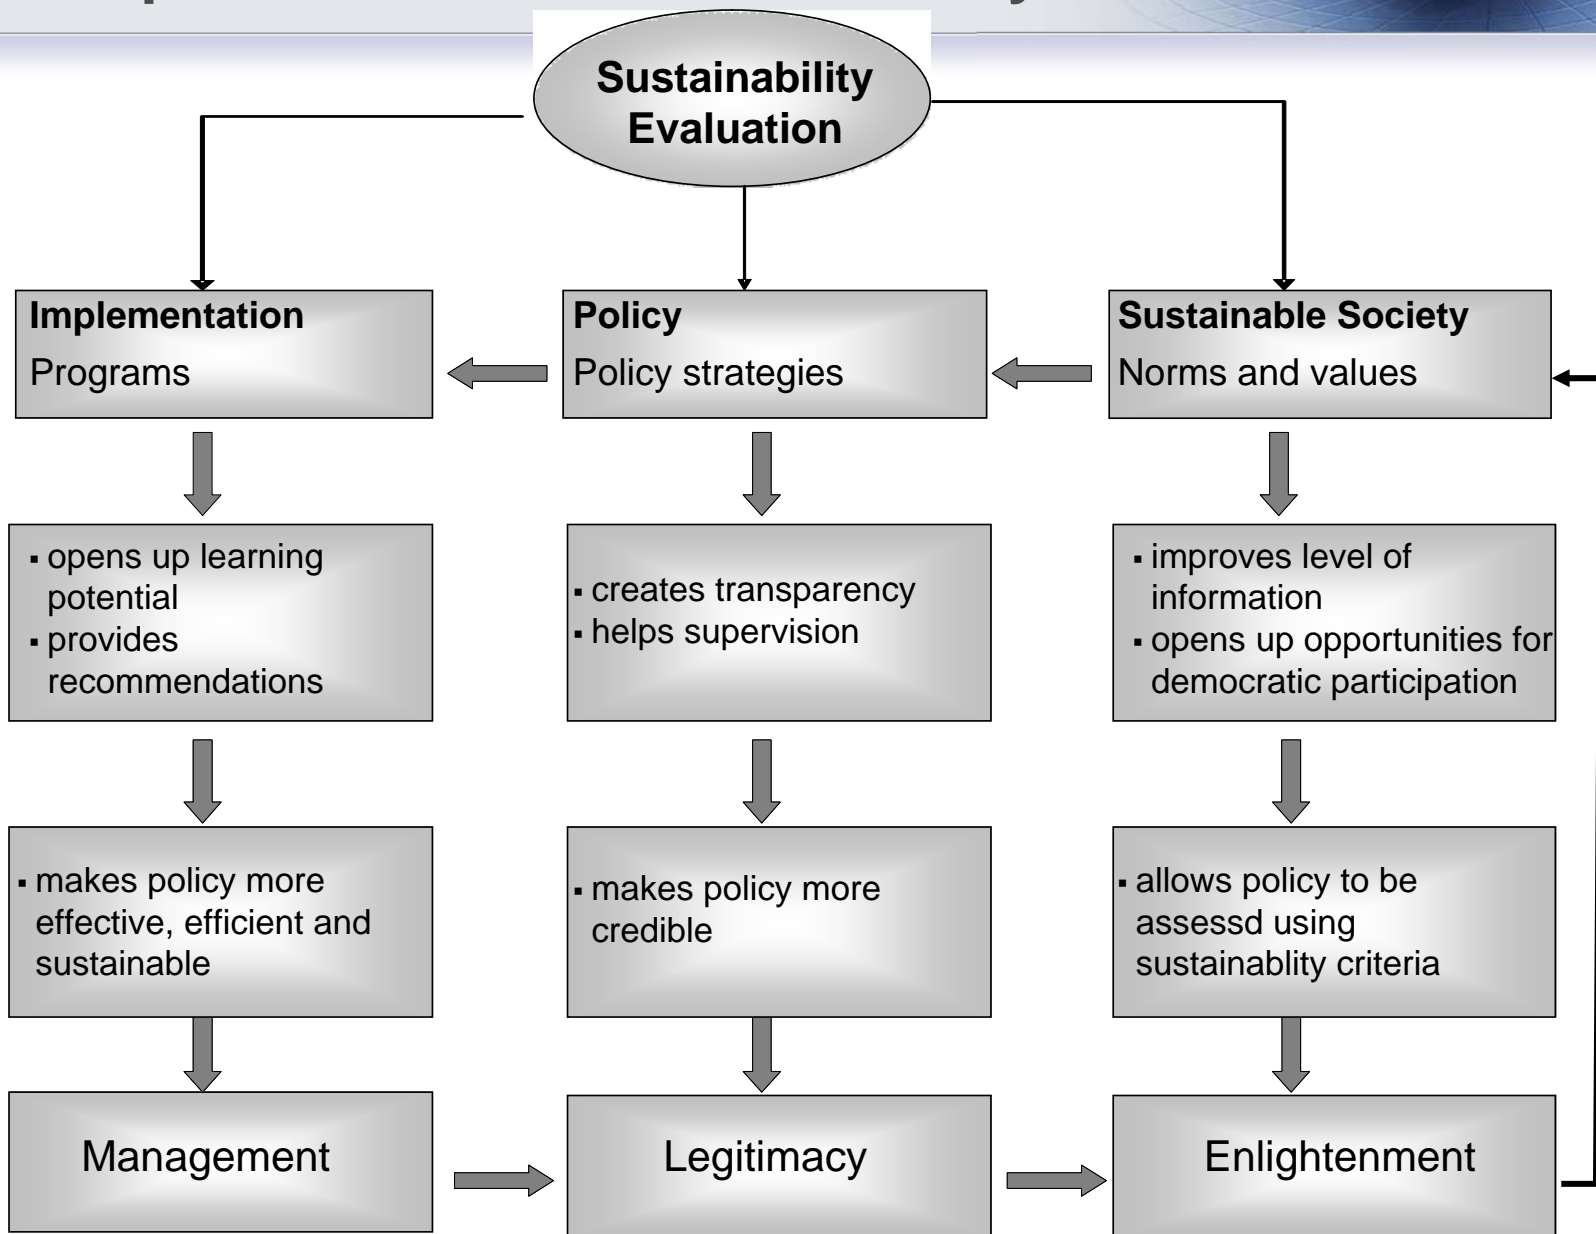 Sustainability
Evaluation
Implementation
Programs
Policy
Policy strategies
Sustainable Society
Norms and values
▪ opens up learning
potential
▪ provides
recommendations
▪ creates transparency
▪ helps supervision
▪ improves level of
information
▪ opens up opportunities for
democratic participation
▪ makes policy more
effective, efficient and
sustainable
▪ makes policy more
credible
▪ allows policy to be
assessd using
sustainablity criteria
Management
Legitimacy
Enlightenment